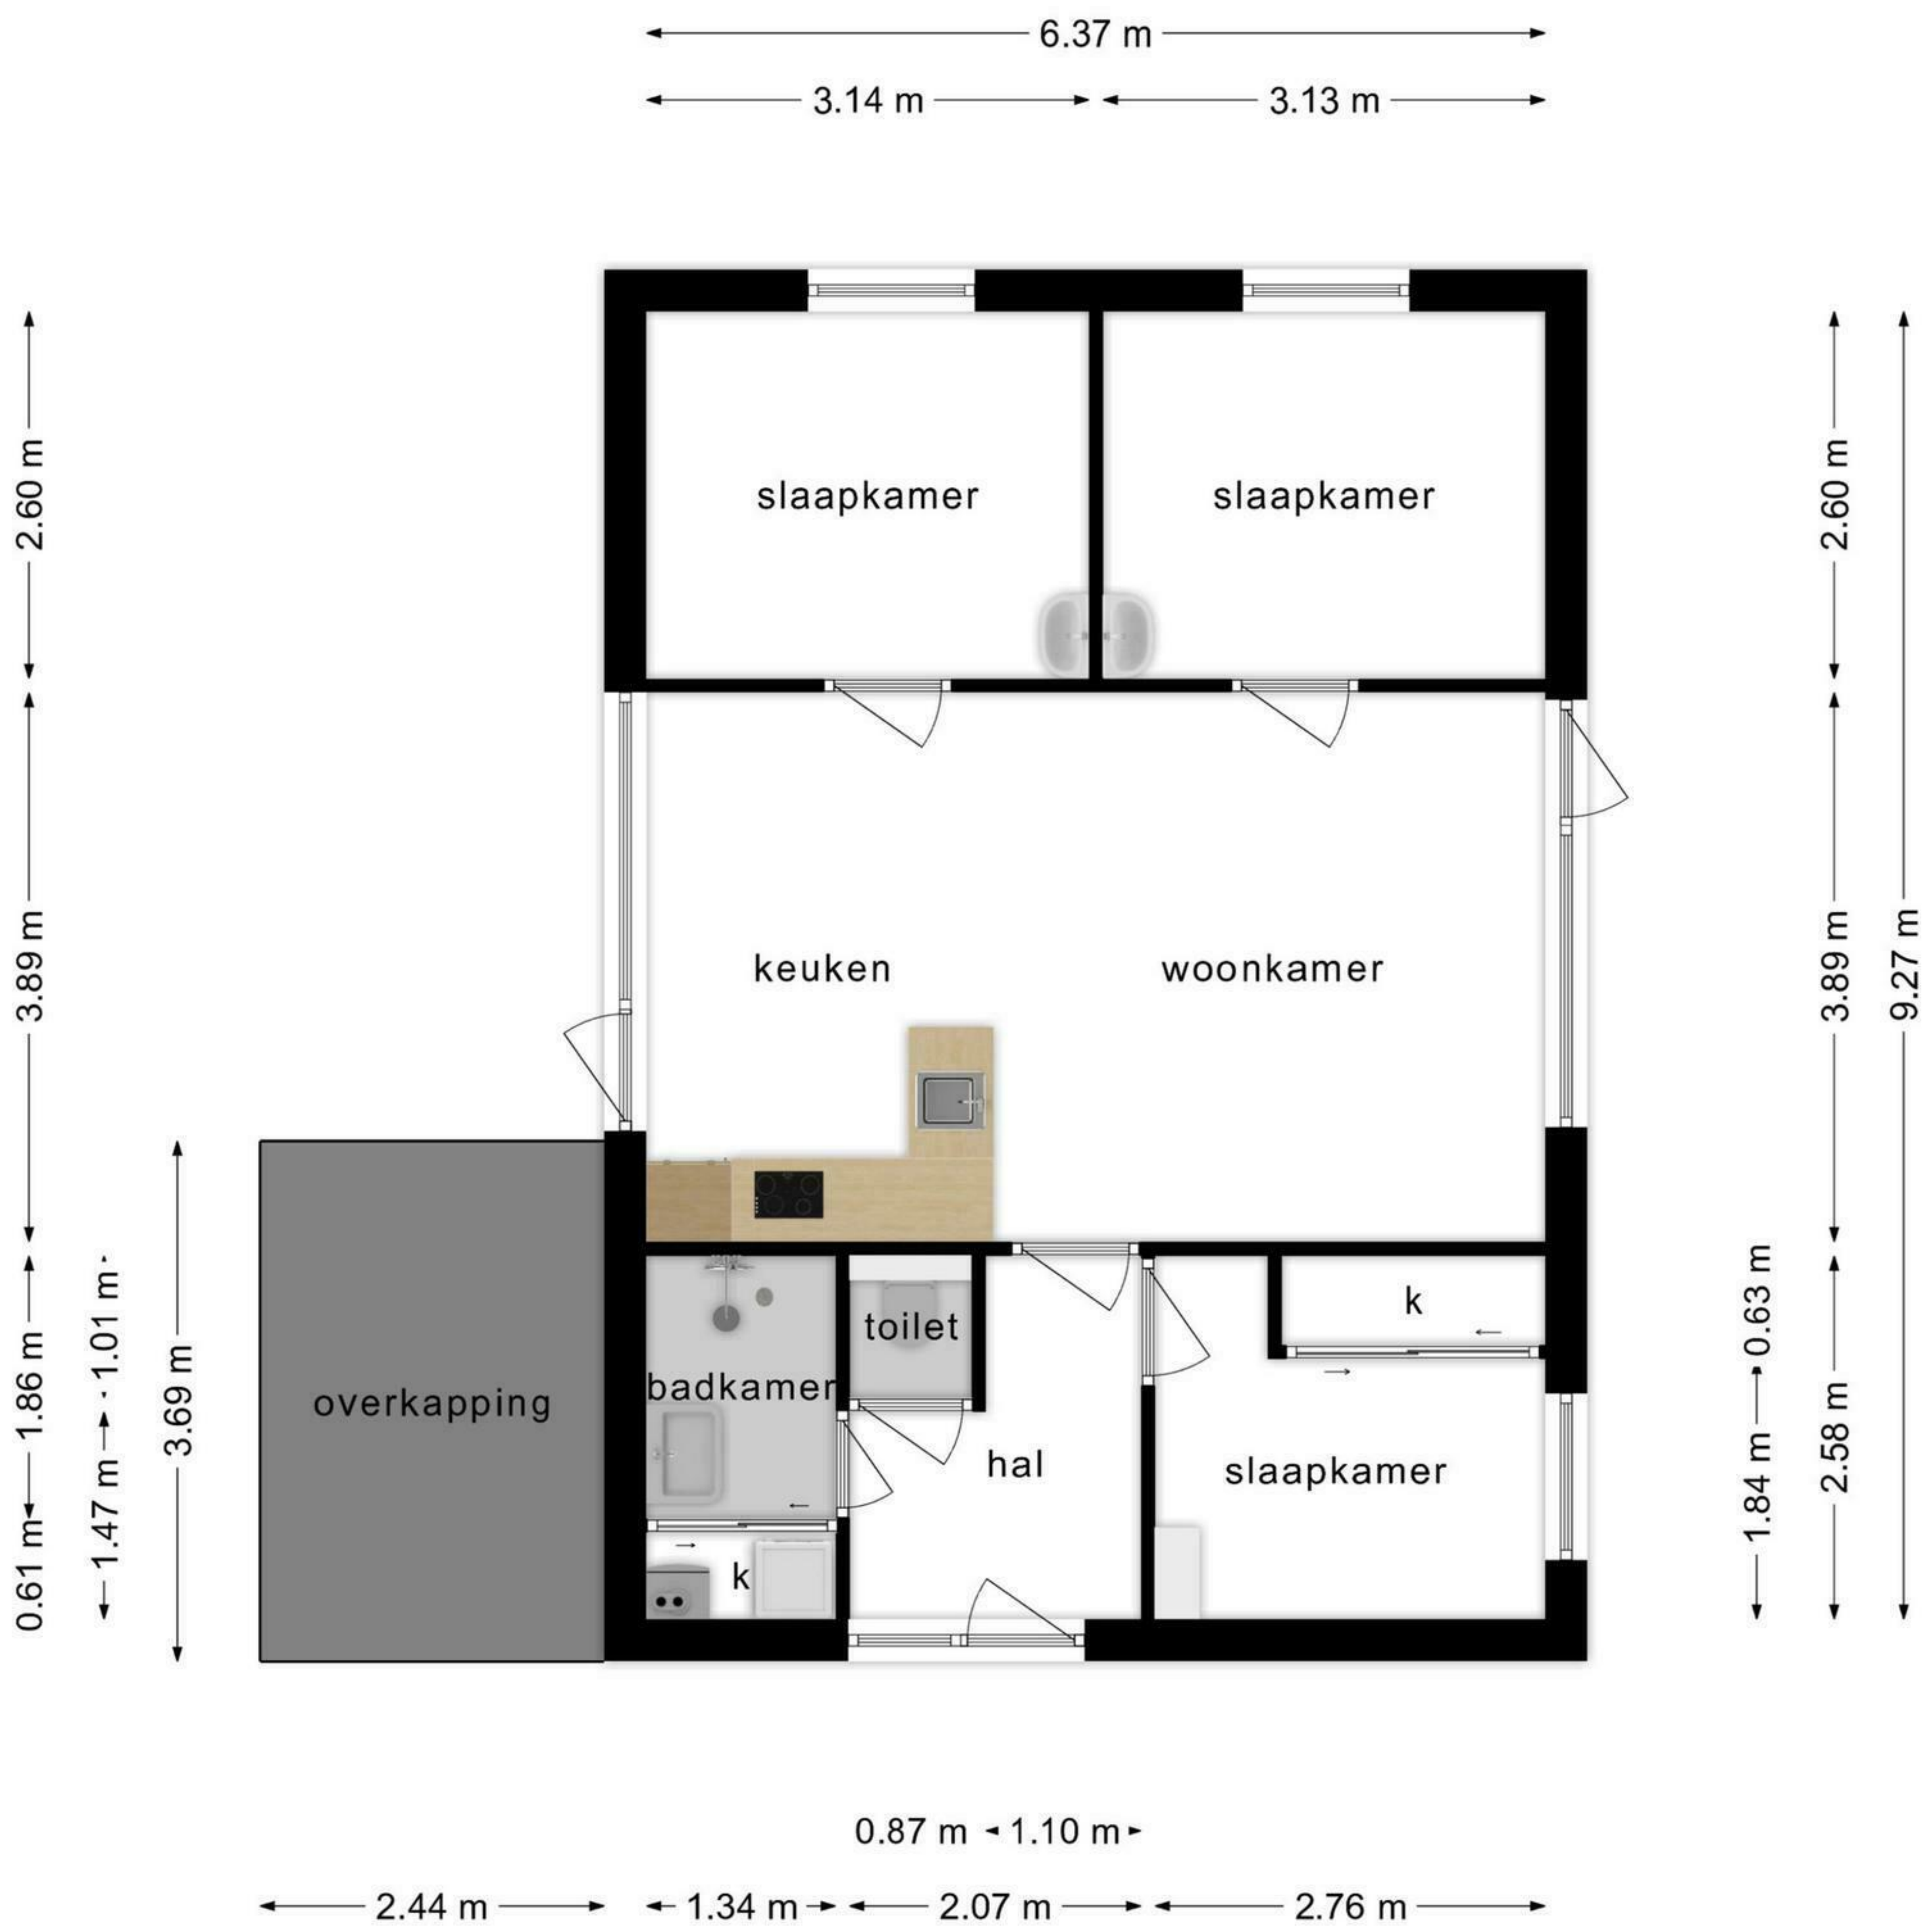 6.37 m
3.14 m
3.13 m
slaapkamer
slaapkamer
2.60 m
2.60 m
keuken
woonkamer
3.89 m
3.89 m
9.27 m
k
toilet
badkamer
overkapping
hal
slaapkamer
k
0.61 m
1.86 m
1.47 m
1.01 m
3.69 m
1.84 m
0.63 m
2.58 m
0.87 m
1.10 m
2.44 m
1.34 m
2.07 m
2.76 m